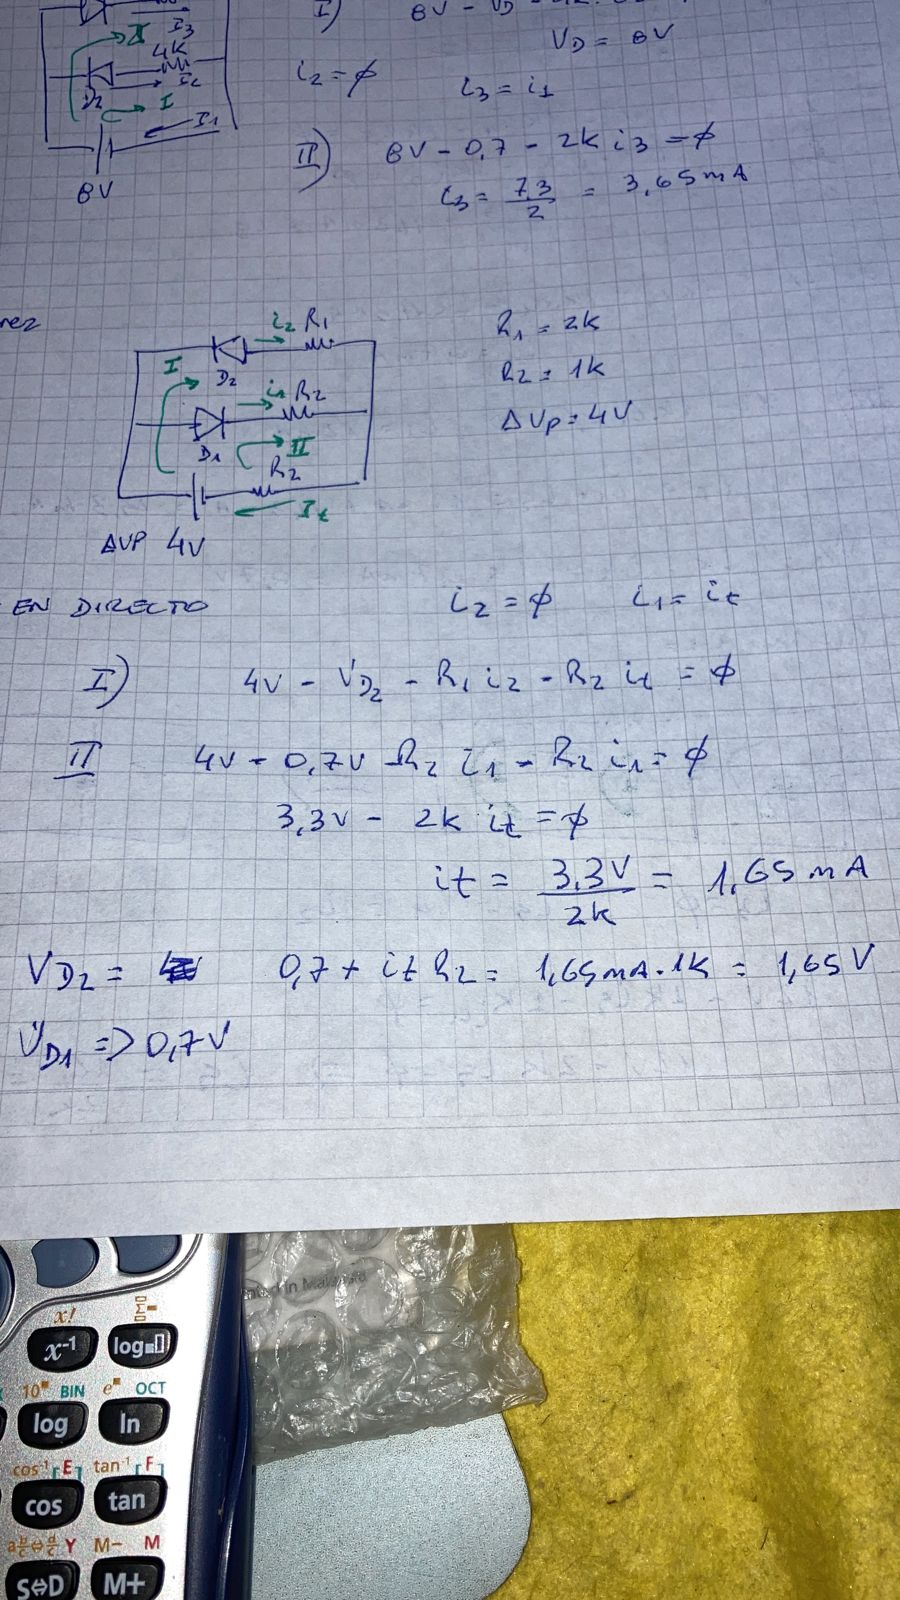 I) 8V - VD
VD = 8V
II I3
4K
i2 = ϕ
i3 = i1
D2 I2
I
I1
II) 8V - 0,7 - 2k i3 = ϕ
8V
i3 = 7,3/2 = 3,65 mA
rez
i2 R1
R1 = 2k
I
D2
R2 = 1k
i1 R2
ΔVp = 4V
D1 II
R2
It
ΔVP 4V
EN DIRECTO i2 = ϕ i1 = it
I) 4V - VD2 - R1 i2 - R2 it = ϕ
II 4V - 0,7V - R2 i1 - R2 i1 = ϕ
3,3V - 2k it = ϕ
it = 3,3V/2k = 1,65 mA
VD2 = 0,7 + it R2 = 1,65mA · 1K = 1,65 V
VD1 => 0,7V
x!
x-1 log
10 BIN e OCT
log ln
cos-1 E tan-1 F
cos tan
Y M- M
S⇔D M+